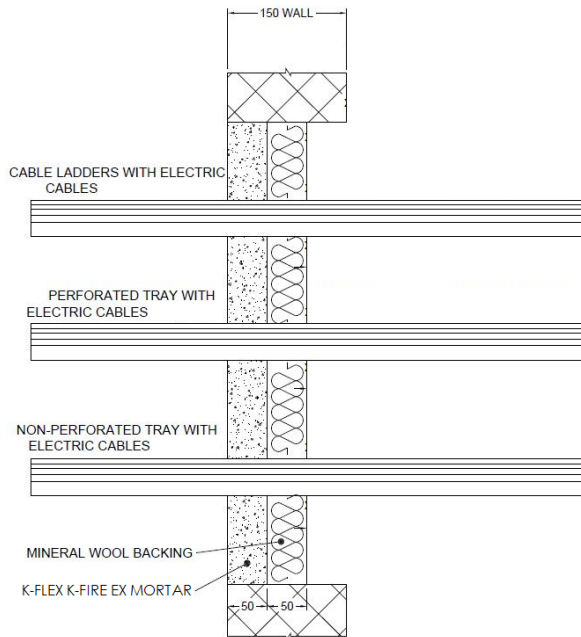 150 WALL
CABLE LADDERS WITH ELECTRIC
CABLES
PERFORATED TRAY WITH
ELECTRIC CABLES
NON-PERFORATED TRAY WITH
ELECTRIC CABLES
MINERAL WOOL BACKING
K-FLEX K-FIRE EX MORTAR
50 50